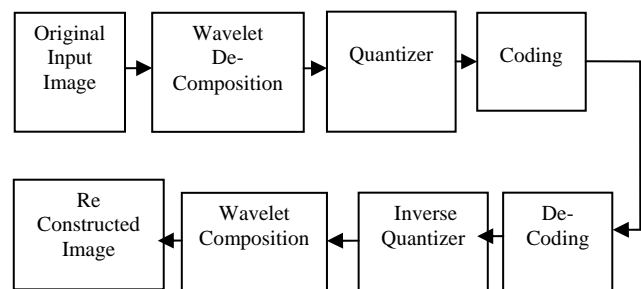 Original
Input
Image
Wavelet
De-
Composition
Quantizer
Coding
Re
Constructed
Image
Wavelet
Composition
Inverse
Quantizer
De-
Coding